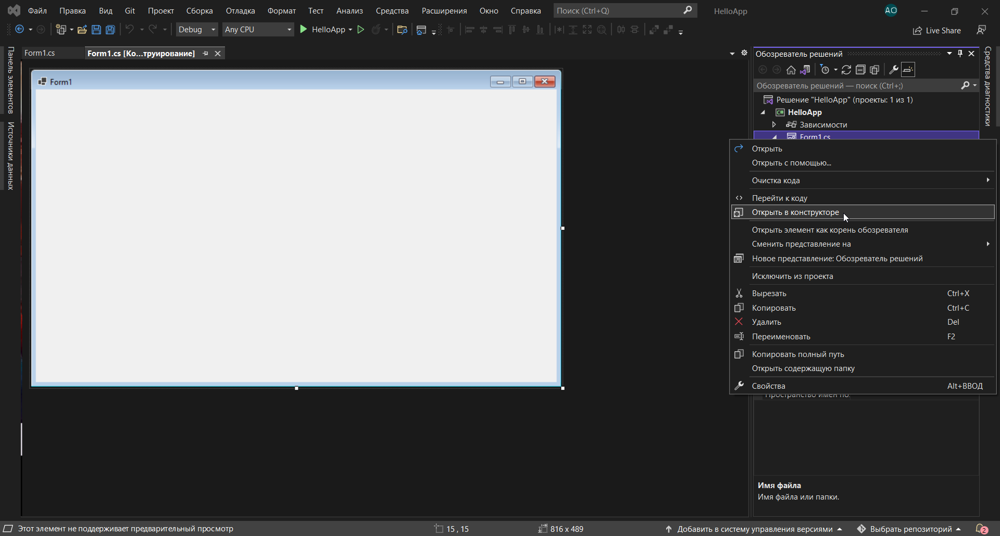 Файл Правка Вид Git Проект Сборка Отладка Формат Тест Анализ Средства Расширения Окно Справка Поиск (Ctrl+Q) HelloApp AO
Debug Any CPU HelloApp Live Share
Панель элементов
Источники данных
Form1.cs Form1.cs [Ко...труирование]
Form1
Обозреватель решений
Обозреватель решений — поиск (Ctrl+;)
Решение "HelloApp" (проекты: 1 из 1)
C# HelloApp
Зависимости
Form1.cs
Средства диагностики
Открыть
Открыть с помощью...
Очистка кода
Перейти к коду
Открыть в конструкторе
Открыть элемент как корень обозревателя
Сменить представление на
Новое представление: Обозреватель решений
Исключить из проекта
Вырезать Ctrl+X
Копировать Ctrl+C
Удалить Del
Переименовать F2
Копировать полный путь
Открыть содержащую папку
Свойства Alt+ВВОД
Пространство имен по
Имя файла
Имя файла или папки.
Этот элемент не поддерживает предварительный просмотр 15 , 15 816 x 489 Добавить в систему управления версиями Выбрать репозиторий 2